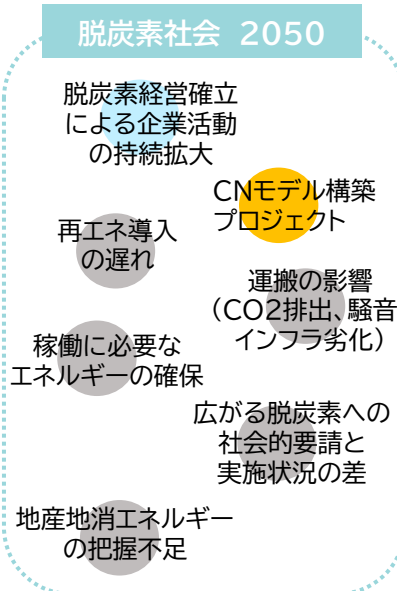 脱炭素社会 2050
脱炭素経営確立
による企業活動
の持続拡大
CNモデル構築
プロジェクト
再エネ導入
の遅れ
運搬の影響
（CO2排出、騒音
インフラ劣化）
稼働に必要な
エネルギーの確保
広がる脱炭素への
社会的要請と
実施状況の差
地産地消エネルギー
の把握不足